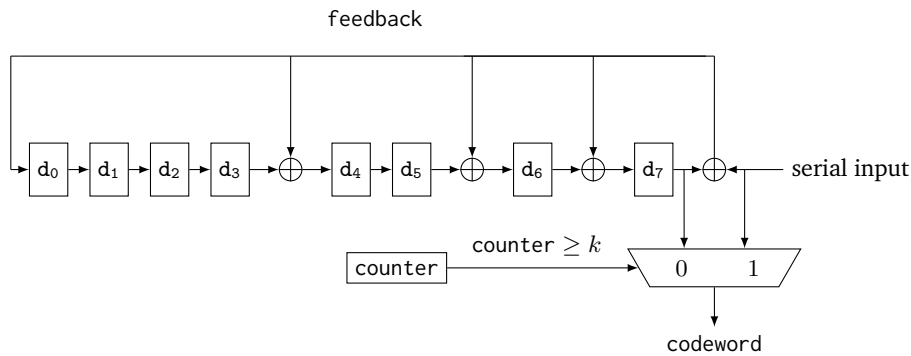 feedback
d₀ d₁ d₂ d₃ d₄ d₅ d₆ d₇ serial input
counter ≥ k
counter 0 1
codeword